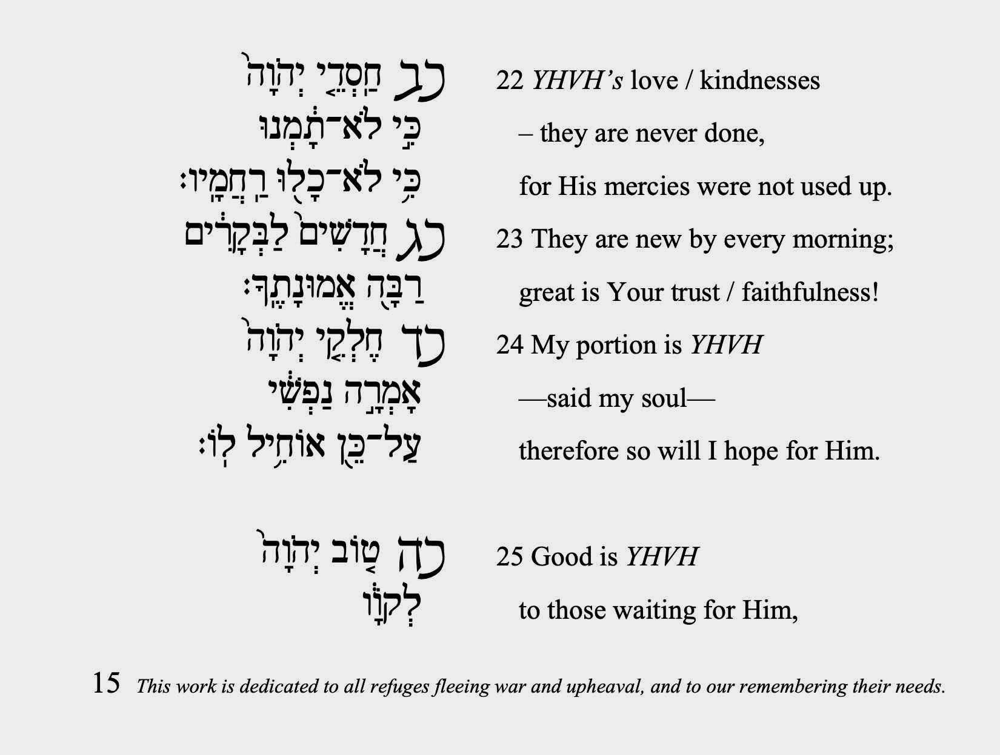 כב חַֽסְדֵ֤י יְהֹוָה֙ 22 YHVH’s love / kindnesses
כִּ֣י לֹא־תָ֔מְנוּ – they are never done,
כִּ֥י לֹא־כָל֖וּ רַֽחֲמָֽיו׃ for His mercies were not used up.
כג חֲדָשִׁים֙ לַבְּקָרִ֔ים 23 They are new by every morning;
רַבָּ֖ה אֱמוּנָתֶֽךָ׃ great is Your trust / faithfulness!
כד חֶלְקִ֤י יְהֹוָה֙ 24 My portion is YHVH
אָמְרָ֣ה נַפְשִׁ֔י —said my soul—
עַל־כֵּ֖ן אוֹחִ֥יל לֽוֹ׃ therefore so will I hope for Him.
כה ט֤וֹב יְהֹוָה֙ 25 Good is YHVH
לְקוָֹ֔ו to those waiting for Him,
15 This work is dedicated to all refuges fleeing war and upheaval, and to our remembering their needs.